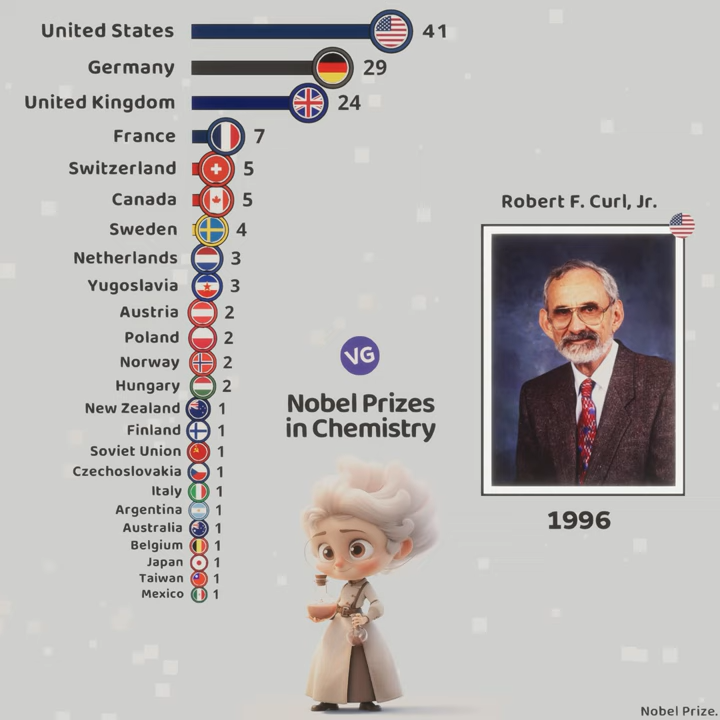 United States 41
Germany 29
United Kingdom 24
France 7
Switzerland 5
Canada 5
Sweden 4
Netherlands 3
Yugoslavia 3
Austria 2
Poland 2
Norway 2
Hungary 2
New Zealand 1
Finland 1
Soviet Union 1
Czechoslovakia 1
Italy 1
Argentina 1
Australia 1
Belgium 1
Japan 1
Taiwan 1
Mexico 1
VG
Nobel Prizes
in Chemistry
Robert F. Curl, Jr.
1996
Nobel Prize.